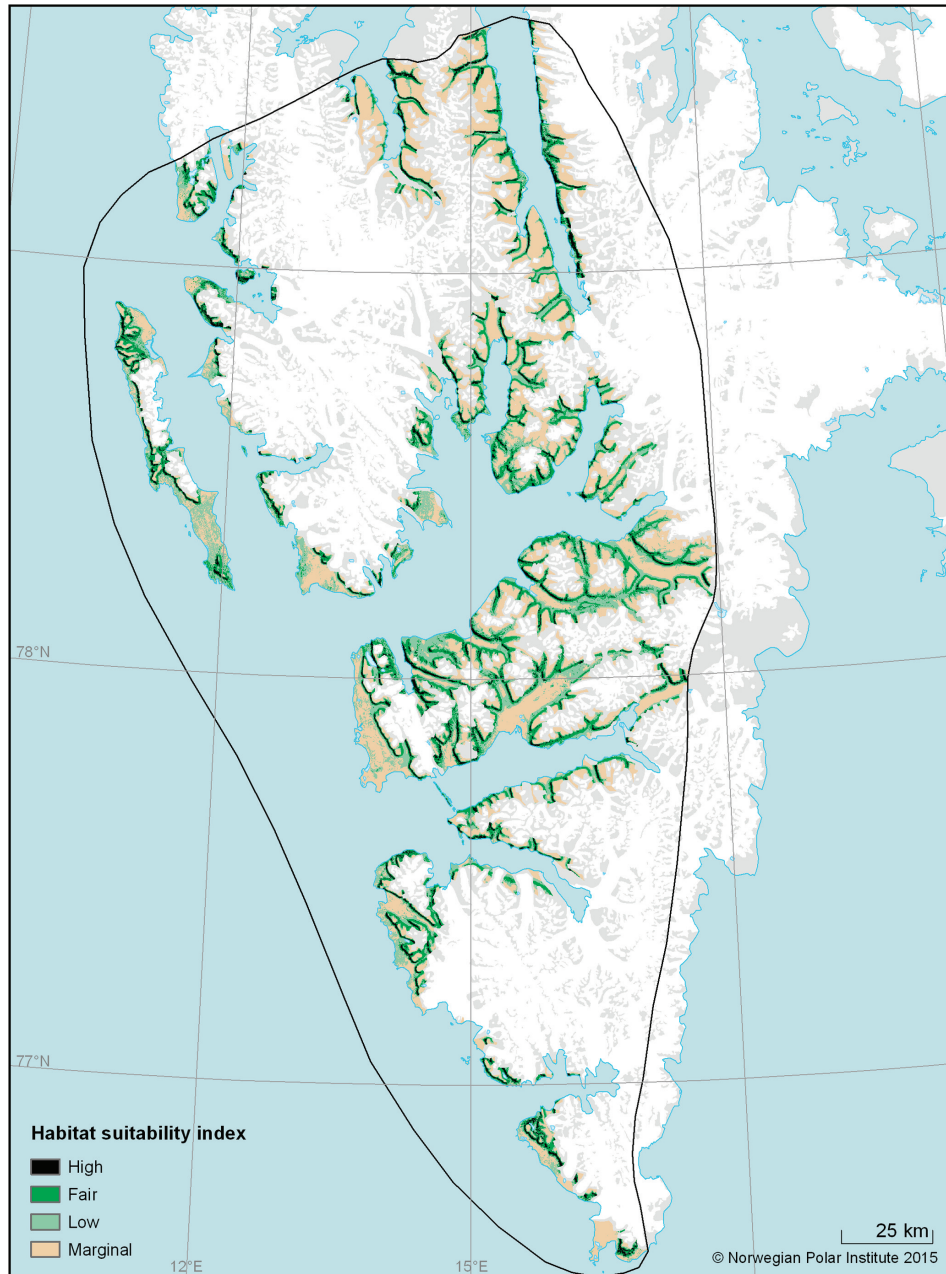 78°N
77°N
Habitat suitability index
High
Fair
Low
Marginal
12°E
15°E
25 km
© Norwegian Polar Institute 2015